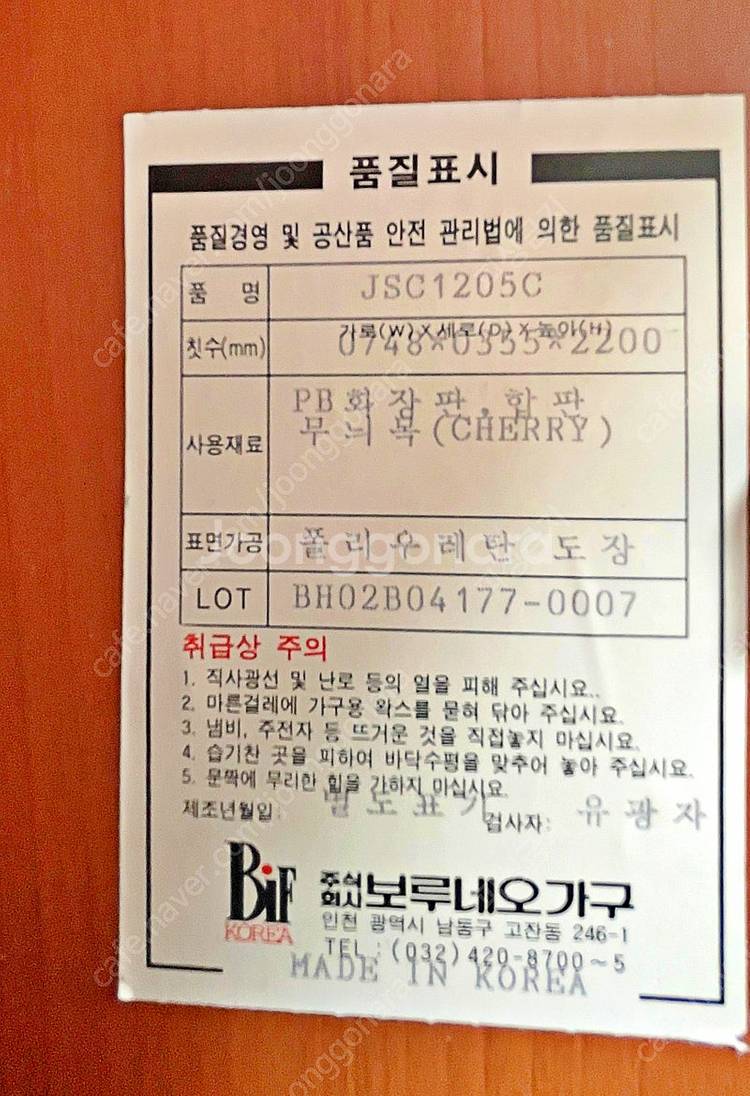 품질표시
품질경영 및 공산품 안전 관리법에 의한 품질표시
품 명 JSC1205C
칫수(mm) 가로(W)X세로(D)X높이(H)
0748*0355*2200
사용재료 PB화장판,합판
무늬목(CHERRY)
표면가공 폴리우레탄 도장
LOT BH02B04177-0007
취급상 주의
1. 직사광선 및 난로 등의 열을 피해 주십시요..
2. 마른걸레에 가구용 왁스를 묻혀 닦아 주십시요.
3. 냄비, 주전자 등 뜨거운 것을 직접놓지 마십시요.
4. 습기찬 곳을 피하여 바닥수평을 맞추어 놓아 주십시요.
5. 문짝에 무리한 힘을 가하지 마십시요.
제조년월일: 별도표기 검사자: 유광자
BiF KOREA
주식회사 보루네오가구
인천 광역시 남동구 고잔동 246-1
TEL : (032) 420-8700~5
MADE IN KOREA
joonggonara
cafe.naver.com/joonggonara